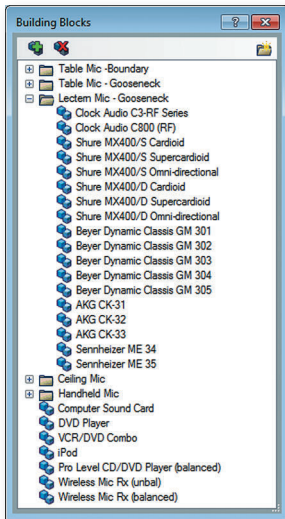 Building Blocks
Table Mic -Boundary
Table Mic - Gooseneck
Lectern Mic - Gooseneck
Clock Audio C3-RF Series
Clock Audio C800 (RF)
Shure MX400/S Cardioid
Shure MX400/S Supercardioid
Shure MX400/S Omni-directional
Shure MX400/D Cardioid
Shure MX400/D Supercardioid
Shure MX400/D Omni-directional
Beyer Dynamic Classis GM 301
Beyer Dynamic Classis GM 302
Beyer Dynamic Classis GM 303
Beyer Dynamic Classis GM 304
Beyer Dynamic Classis GM 305
AKG CK-31
AKG CK-32
AKG CK-33
Sennheizer ME 34
Sennheizer ME 35
Ceiling Mic
Handheld Mic
Computer Sound Card
DVD Player
VCR/DVD Combo
iPod
Pro Level CD/DVD Player (balanced)
Wireless Mic Rx (unbal)
Wireless Mic Rx (balanced)